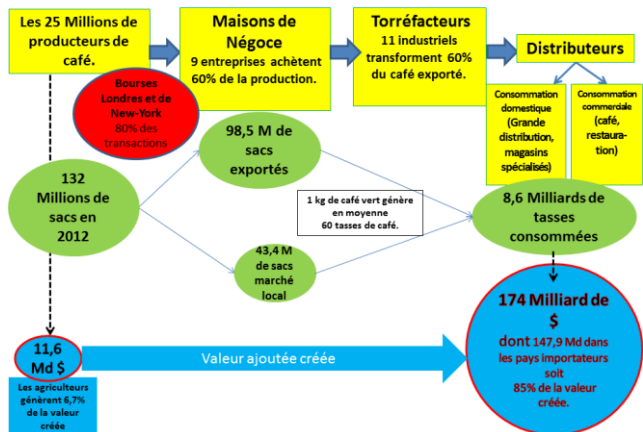 Les 25 Millions de
producteurs de
café.
Maisons de
Négoce
9 entreprises achètent
60% de la production.
Torréfacteurs
11 industriels
transforment 60%
du café exporté.
Distributeurs
Bourses
Londres et de
New-York
80% des
transactions
Consommation
domestique
(Grande
distribution,
magasins
spécialisés)
Consommation
commerciale
(café,
restaura-
tion)
98,5 M de
sacs
exportés
132
Millions de
sacs en
2012
1 kg de café vert génère
en moyenne
60 tasses de café.
8,6 Milliards de
tasses
consommées
43,4 M
de sacs
marché
local
174 Milliard de
$
dont 147,9 Md dans
les pays importateurs
soit
85% de la valeur
créée.
11,6
Md $
Valeur ajoutée créée
Les agriculteurs
génèrent 6,7%
de la valeur
créée